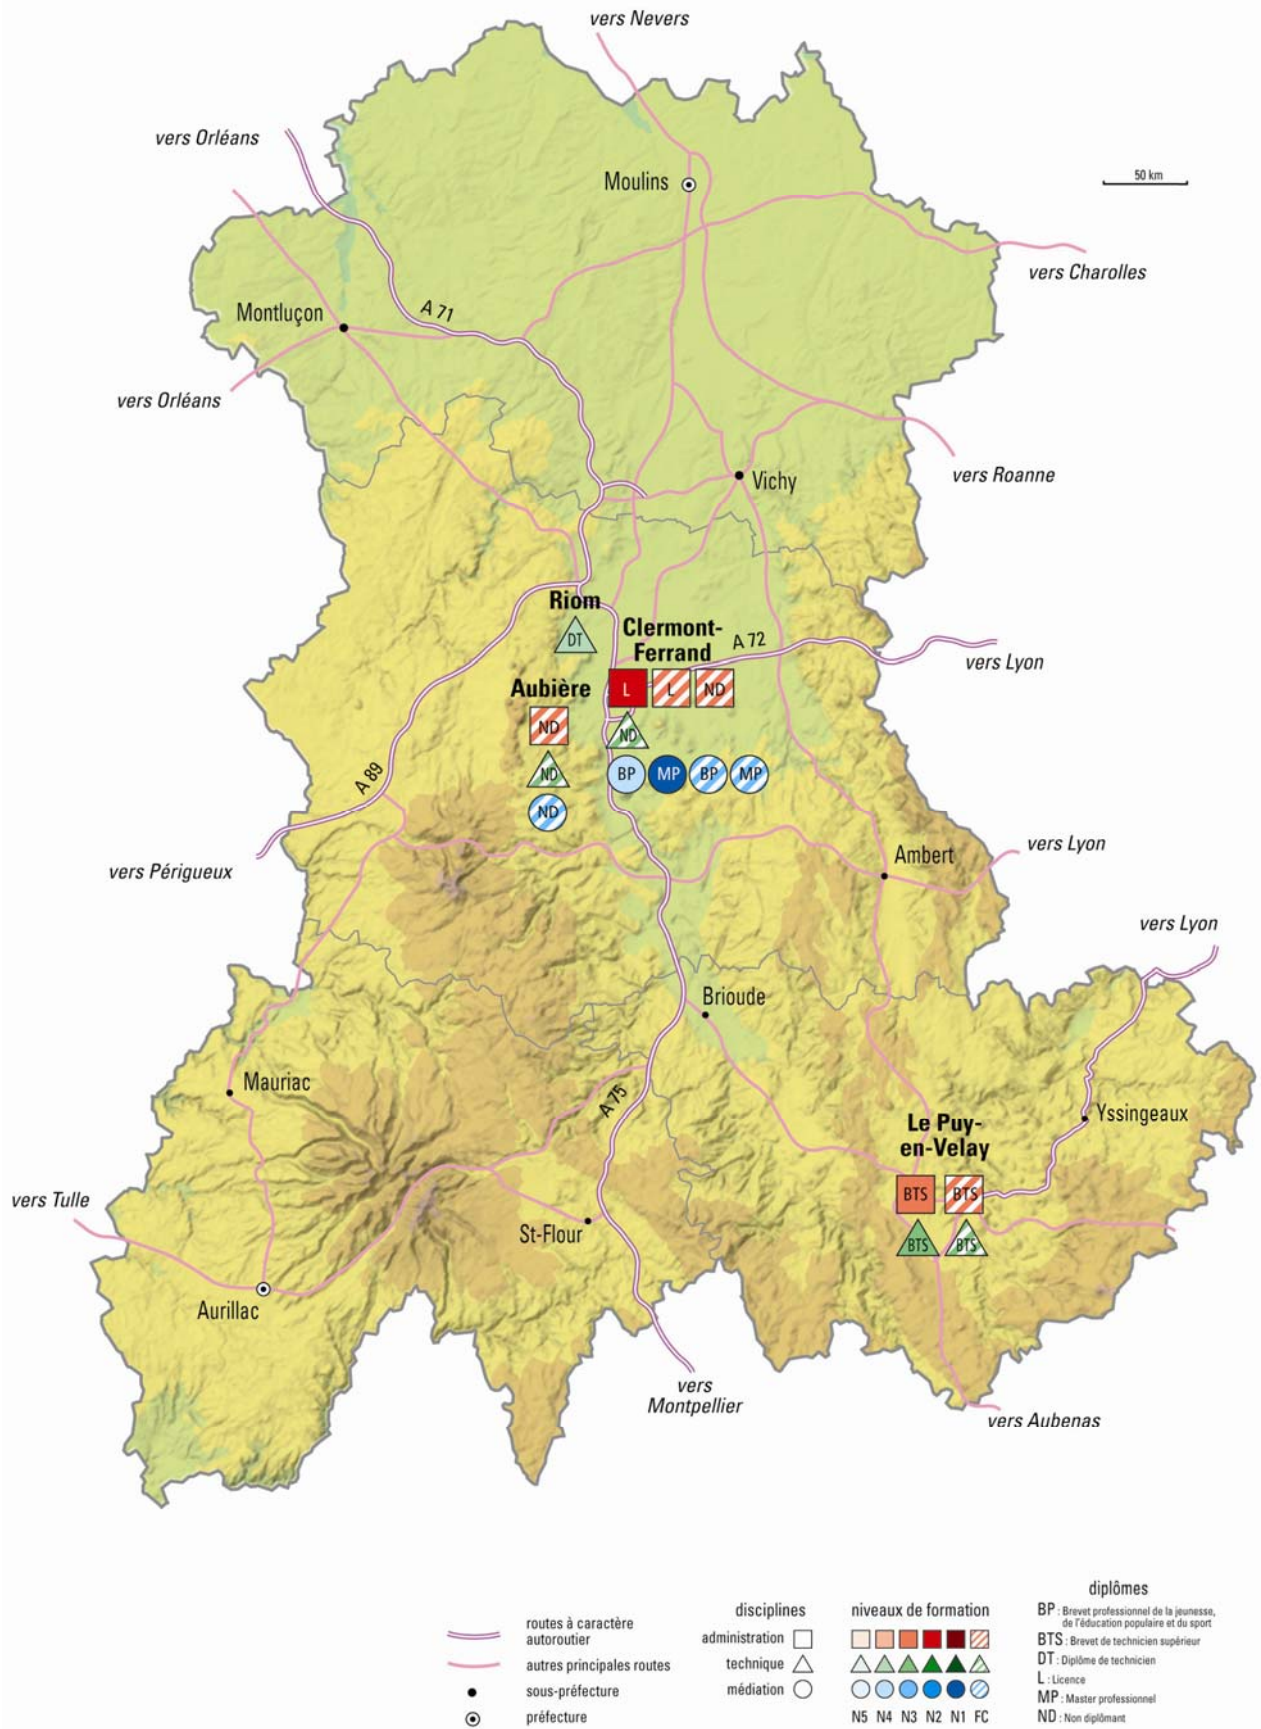 vers Nevers
vers Orléans
Moulins
50 km
vers Charolles
Montluçon
A 71
vers Orléans
vers Roanne
Vichy
Riom
DT
Clermont-
Ferrand
A 72
vers Lyon
Aubière
L
L
ND
ND
ND
ND
BP
MP
BP
MP
ND
A 89
vers Périgueux
Ambert
vers Lyon
vers Lyon
Brioude
Mauriac
A 75
Yssingeaux
Le Puy-
en-Velay
BTS
BTS
vers Tulle
St-Flour
BTS
BTS
Aurillac
vers
Montpellier
vers Aubenas
routes à caractère
autoroutier
autres principales routes
sous-préfecture
préfecture
disciplines
administration
technique
médiation
niveaux de formation
N5 N4 N3 N2 N1 FC
diplômes
BP : Brevet professionnel de la jeunesse,
de l'éducation populaire et du sport
BTS : Brevet de technicien supérieur
DT : Diplôme de technicien
L : Licence
MP : Master professionnel
ND : Non diplômant